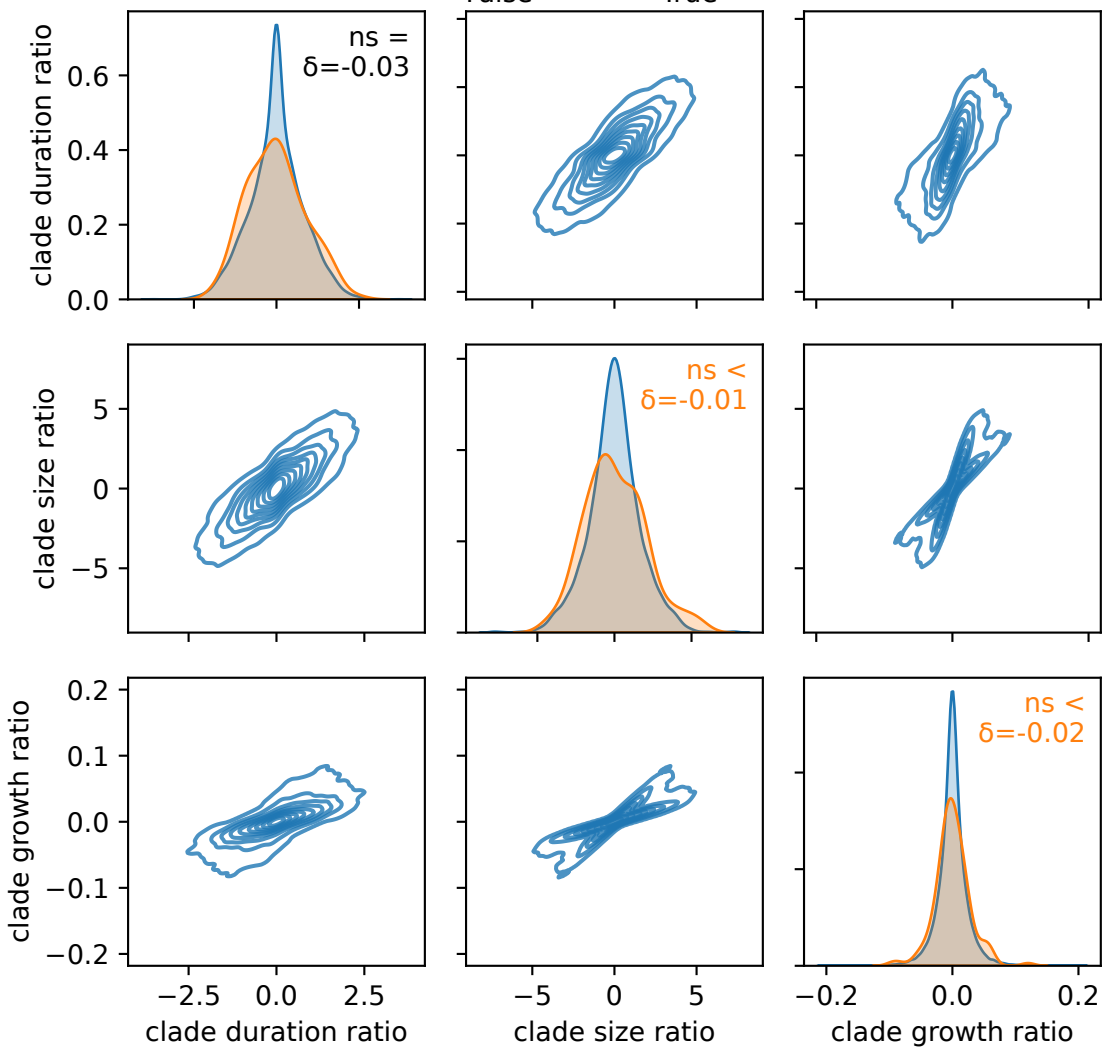 clade duration ratio
0.6
0.4
0.2
0.0
ns =
δ=-0.03
clade size ratio
5
0
−5
ns <
δ=-0.01
clade growth ratio
0.2
0.1
0.0
−0.1
−0.2
ns <
δ=-0.02
−2.5 0.0 2.5
−5 0 5
−0.2 0.0 0.2
clade duration ratio
clade size ratio
clade growth ratio